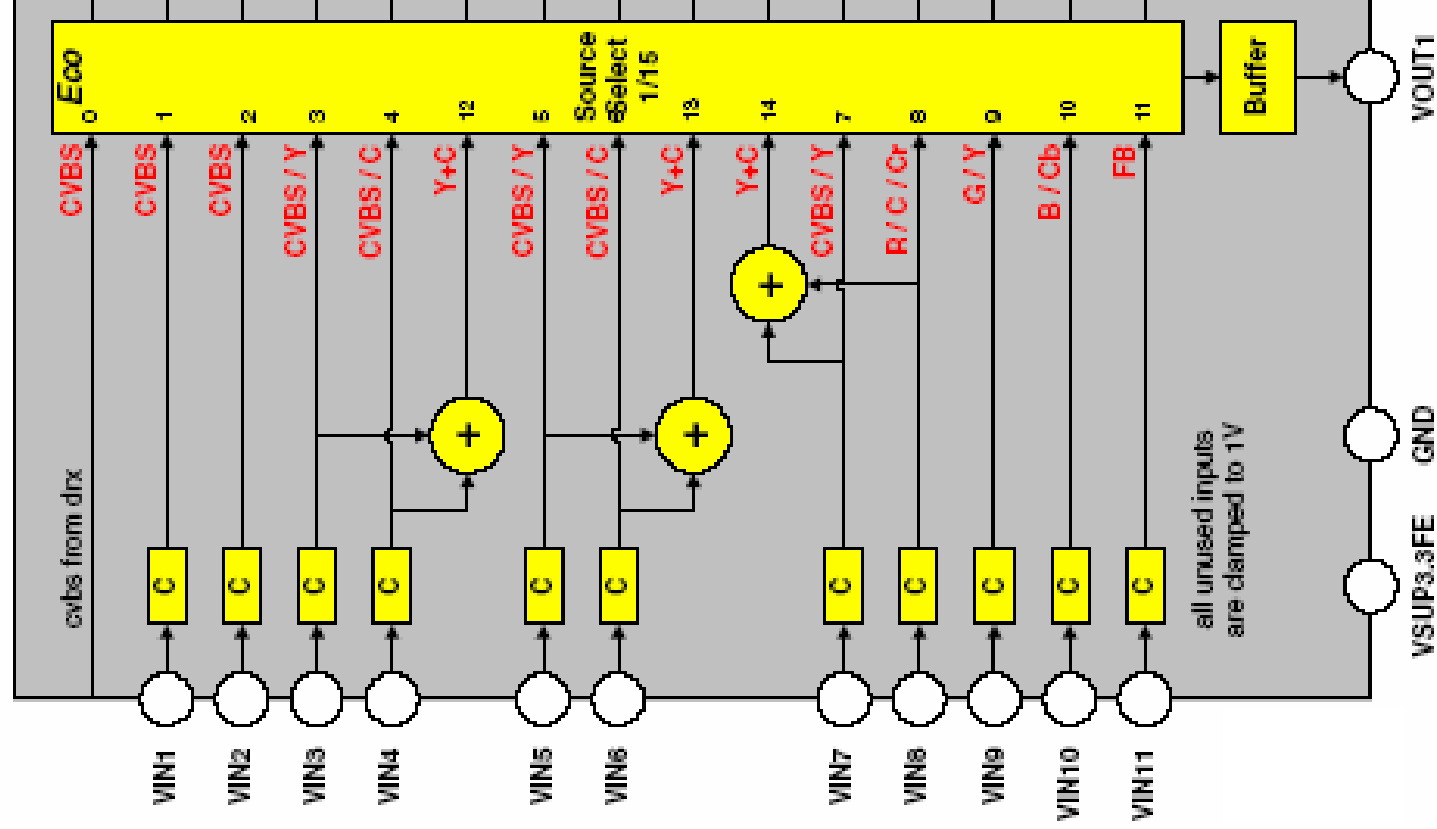 cvbs from drx CVBS 0 Eco
VIN1 C CVBS 1
VIN2 C CVBS 2
VIN3 C CVBS / Y 3
VIN4 C CVBS / C 4
+ Y+C 12
VIN5 C CVBS / Y 5
VIN6 C CVBS / C 6
Source
Select
1/15
+ Y+C 13
+ Y+C 14
VIN7 C CVBS / Y 7
VIN8 C R / C / Cr 8
VIN9 C G / Y 9
VIN10 C B / Cb 10
VIN11 C FB 11
all unused inputs
are clamped to 1V
Buffer
VSUP3.3FE GND VOUT1